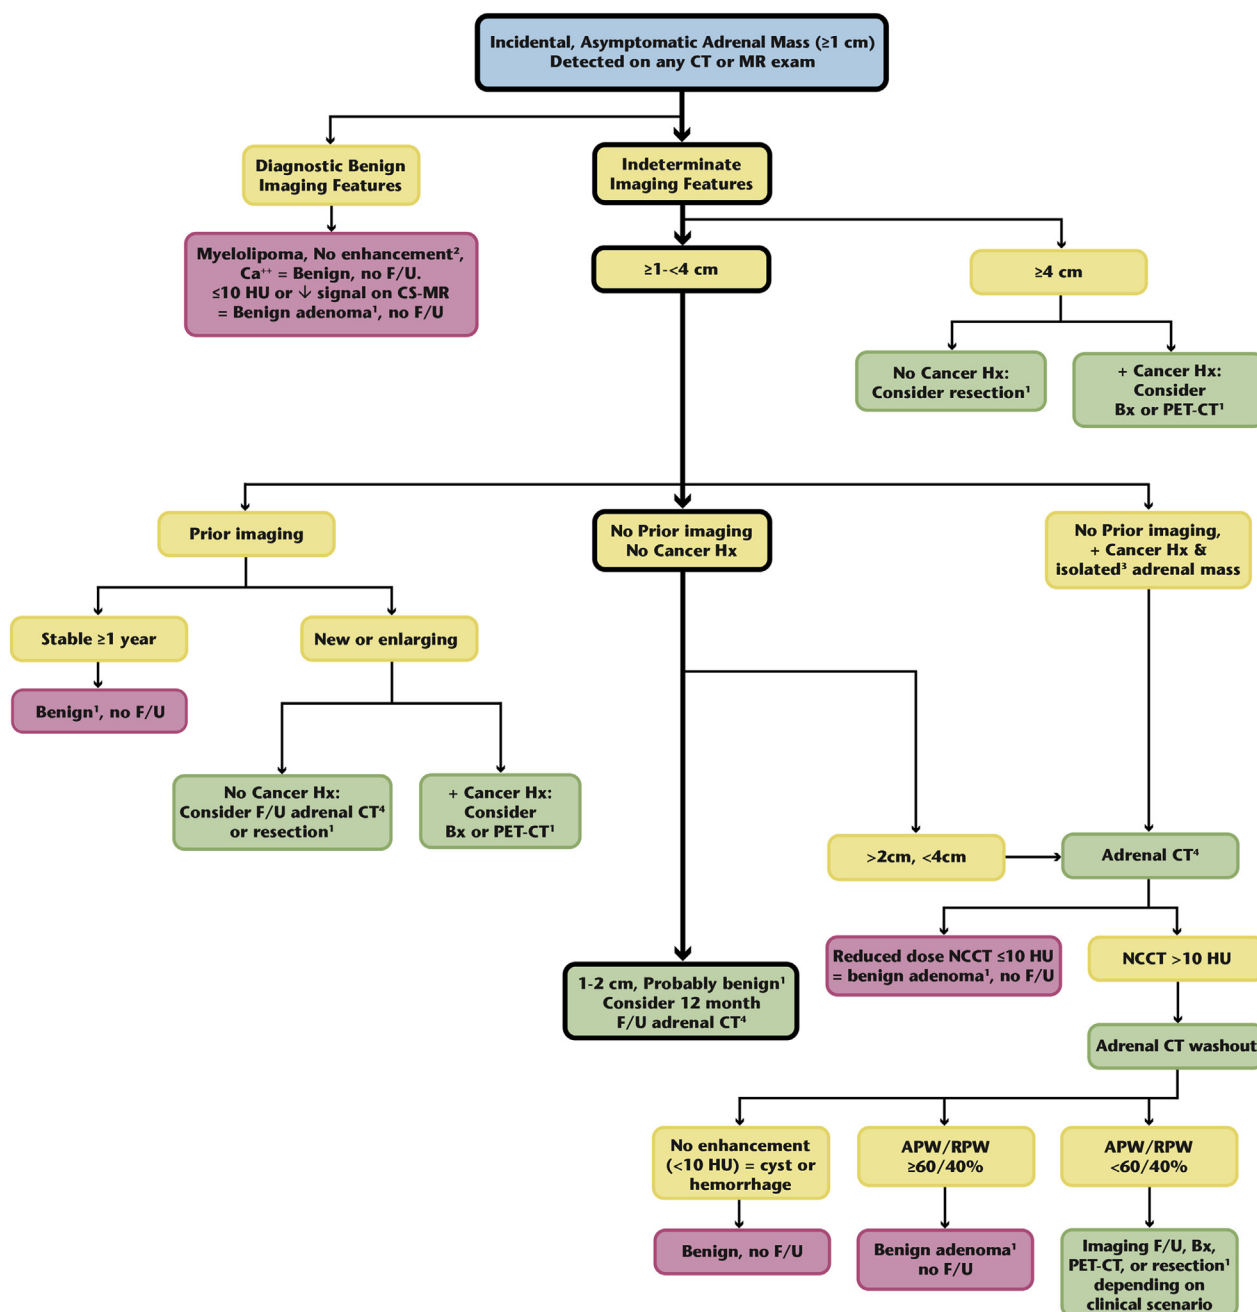 Incidental, Asymptomatic Adrenal Mass (≥1 cm)
Detected on any CT or MR exam
Diagnostic Benign
Imaging Features
Indeterminate
Imaging Features
Myelolipoma, No enhancement²,
Ca⁺⁺ = Benign, no F/U.
≤10 HU or ↓ signal on CS-MR
= Benign adenoma¹, no F/U
≥1-<4 cm
≥4 cm
No Cancer Hx:
Consider resection¹
+ Cancer Hx:
Consider
Bx or PET-CT¹
Prior imaging
No Prior imaging
No Cancer Hx
No Prior imaging,
+ Cancer Hx &
isolated³ adrenal mass
Stable ≥1 year
New or enlarging
Benign¹, no F/U
No Cancer Hx:
Consider F/U adrenal CT⁴
or resection¹
+ Cancer Hx:
Consider
Bx or PET-CT¹
>2cm, <4cm
Adrenal CT⁴
Reduced dose NCCT ≤10 HU
= benign adenoma¹, no F/U
NCCT >10 HU
1-2 cm, Probably benign¹
Consider 12 month
F/U adrenal CT⁴
Adrenal CT washout
No enhancement
(<10 HU) = cyst or
hemorrhage
APW/RPW
≥60/40%
APW/RPW
<60/40%
Benign, no F/U
Benign adenoma¹
no F/U
Imaging F/U, Bx,
PET-CT, or resection¹
depending on
clinical scenario